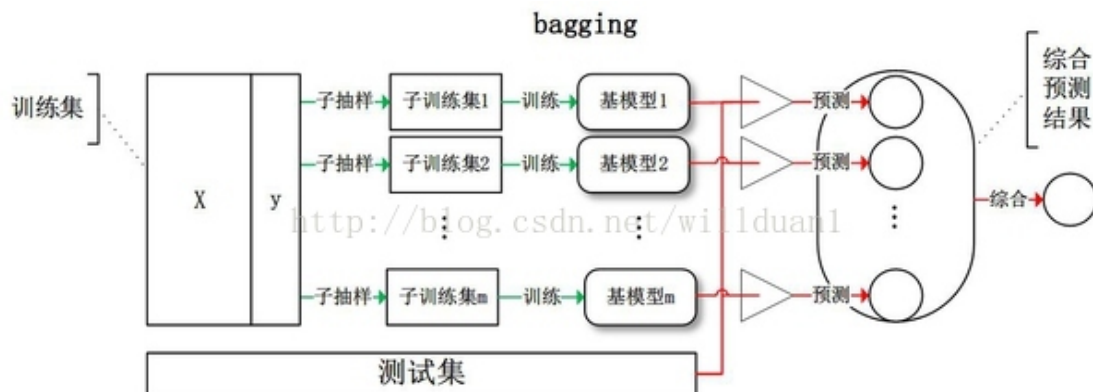 bagging
训练集
综合
预测
结果
子抽样 子训练集1 训练 基模型1 预测
子抽样 子训练集2 训练 基模型2 预测
X y
http://blog.csdn.net/willduan1
综合
子抽样 子训练集m 训练 基模型m 预测
测试集